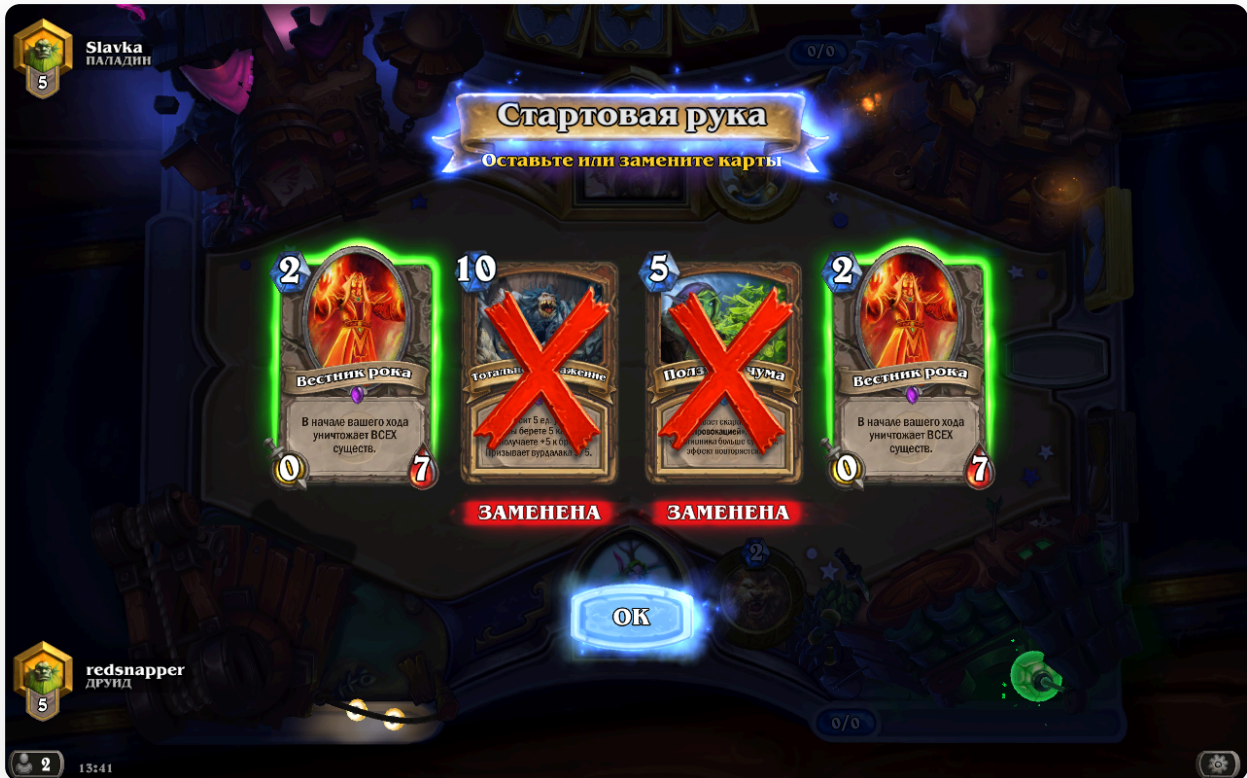 Slavka
ПАЛАДИН
5
0/0
Стартовая рука
Оставьте или замените карты
2
10
5
2
Вестник рока
Вестник рока
В начале вашего хода
уничтожает ВСЕХ
существ.
0
7
В начале вашего хода
уничтожает ВСЕХ
существ.
0
7
ЗАМЕНЕНА
ЗАМЕНЕНА
2
ОК
redsnapper
ДРУИД
5
0/0
2
13:41